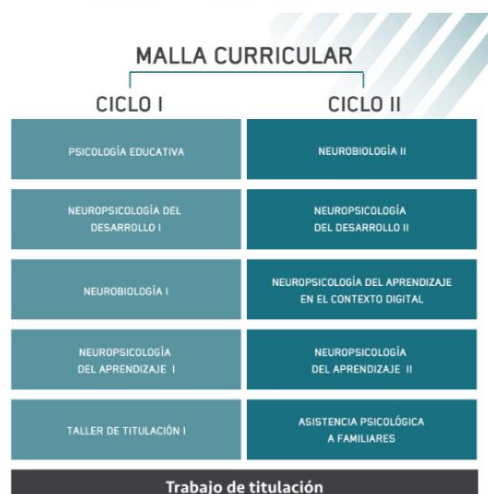 MALLA CURRICULAR
CICLO I
CICLO II
PSICOLOGÍA EDUCATIVA
NEUROBIOLOGÍA II
NEUROPSICOLOGÍA DEL
DESARROLLO I
NEUROPSICOLOGÍA
DEL DESARROLLO II
NEUROBIOLOGÍA I
NEUROPSICOLOGÍA DEL APRENDIZAJE
EN EL CONTEXTO DIGITAL
NEUROPSICOLOGÍA
DEL APRENDIZAJE I
NEUROPSICOLOGÍA
DEL APRENDIZAJE II
TALLER DE TITULACIÓN I
ASISTENCIA PSICOLÓGICA
A FAMILIARES
Trabajo de titulación